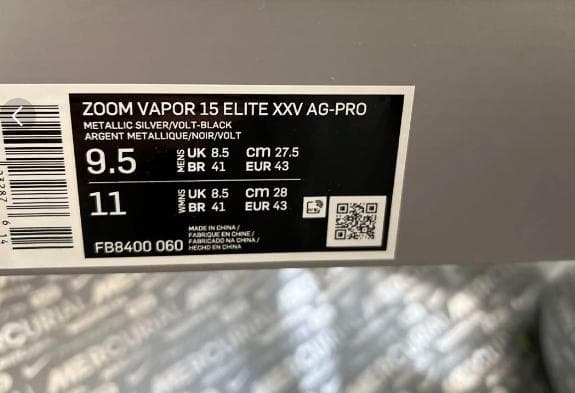 ZOOM VAPOR 15 ELITE XXV AG-PRO
METALLIC SILVER/VOLT-BLACK
ARGENT METALLIQUE/NOIR/VOLT
9.5 MENS UK 8.5 cm 27.5
BR 41 EUR 43
11 WMNS UK 8.5 cm 28
BR 41 EUR 43
FB8400 060
MADE IN CHINA /
FABRIQUE EN CHINE /
FABRICADO NA CHINA /
HECHO EN CHINA
MERCURIAL